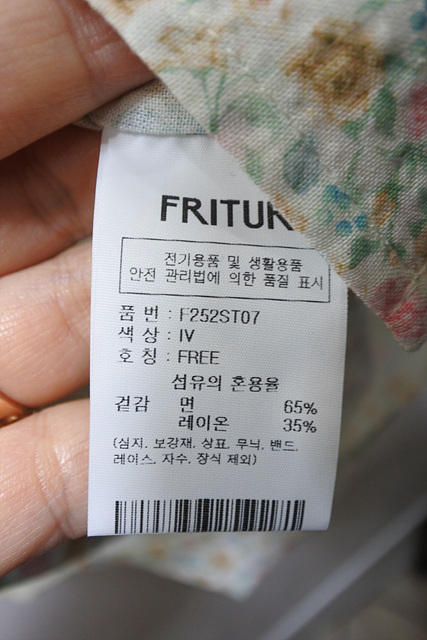 전기용품 및 생활용품
안전 관리법에 의한 품질 표시
품 번 : F252ST07
색 상 : IV
호 칭 : FREE
섬유의 혼용율
겉감 면 65%
레이온 35%
(심지, 보강재, 상표, 무늬, 밴드,
레이스, 자수, 장식 제외)